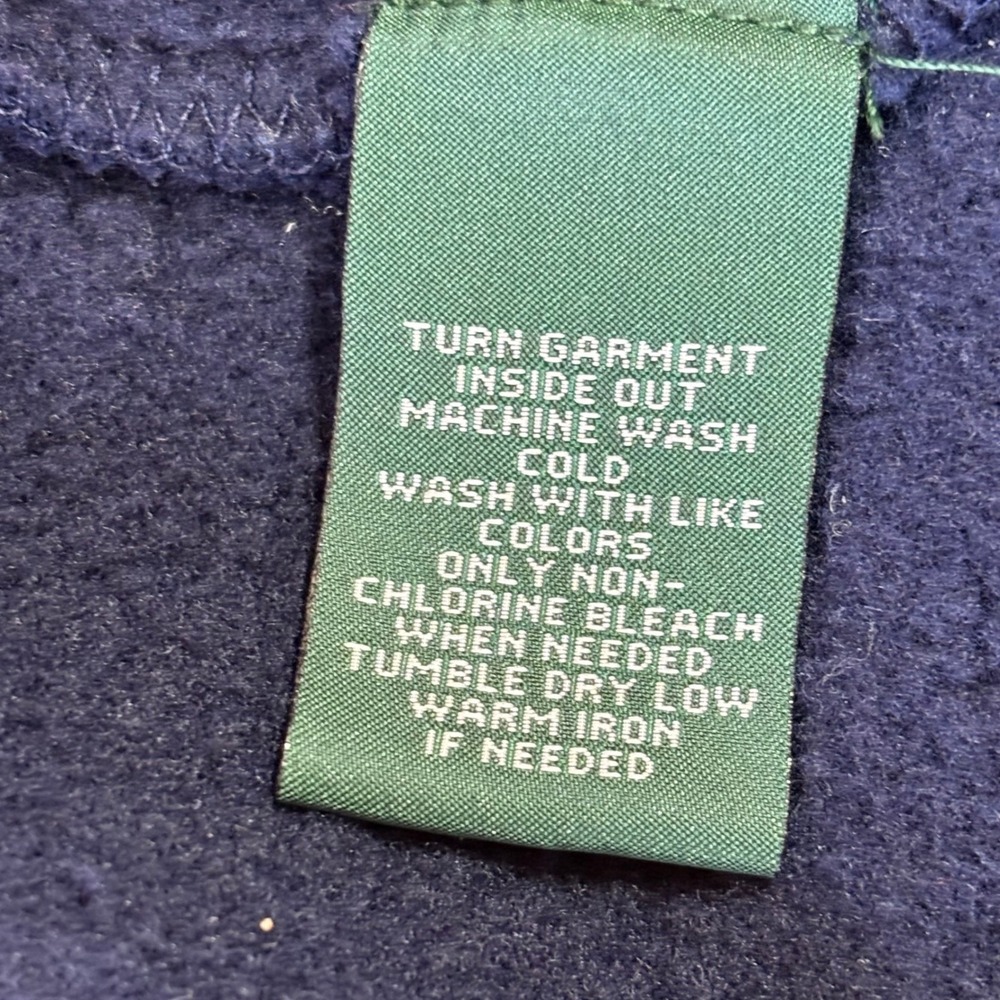 TURN GARMENT
INSIDE OUT
MACHINE WASH
COLD
WASH WITH LIKE
COLORS
ONLY NON-
CHLORINE BLEACH
WHEN NEEDED
TUMBLE DRY LOW
WARM IRON
IF NEEDED